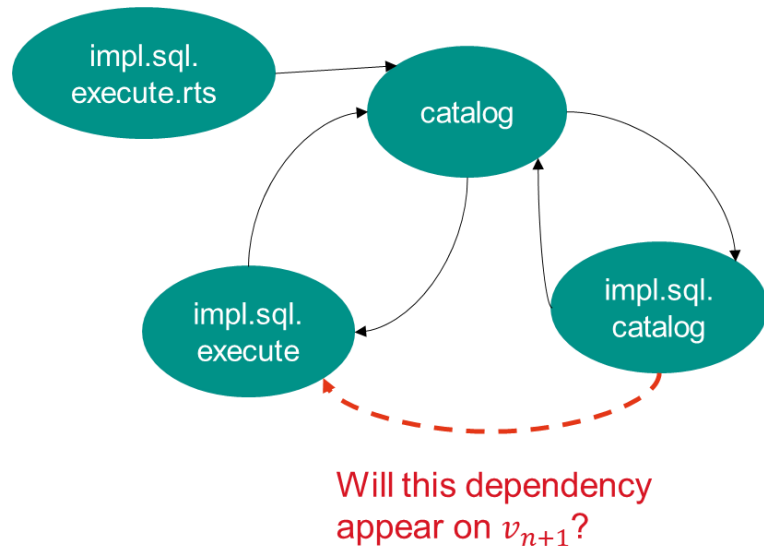 impl.sql.
execute.rts
catalog
impl.sql.
execute
impl.sql.
catalog
Will this dependency
appear on $v_{n+1}$?